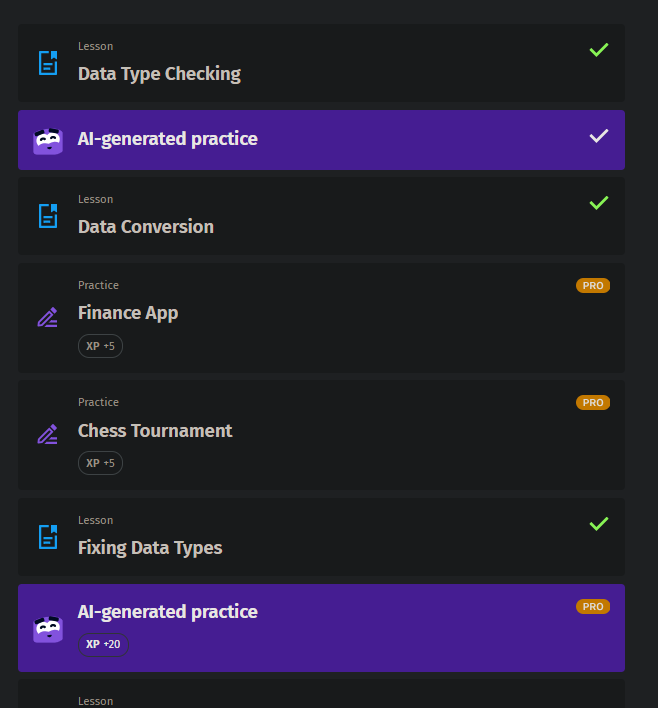 Lesson
Data Type Checking
AI-generated practice
Lesson
Data Conversion
Practice
PRO
Finance App
XP +5
Practice
PRO
Chess Tournament
XP +5
Lesson
Fixing Data Types
AI-generated practice
PRO
XP +20
Lesson